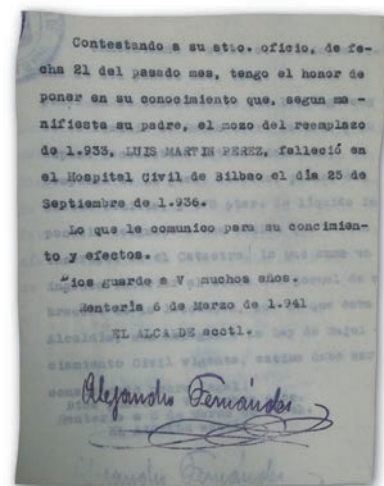 Contestando a su atto. oficio, de fe-
cha 21 del pasado mes, tengo el honor de
poner en su conocimiento que, segun ma -
nifiesta su padre, el mozo del reemplazo
de 1.933, LUIS MARTIN PEREZ, falleció en
el Hospital Civil de Bilbao el día 25 de
Septiembre de 1.936.
Lo que le comunico para su concimien-
to y efectos.
Dios guarde a V muchos años.
Renteria 6 de Marzo de 1.941
EL ALCALDE acctl.
Alejandro Fernández